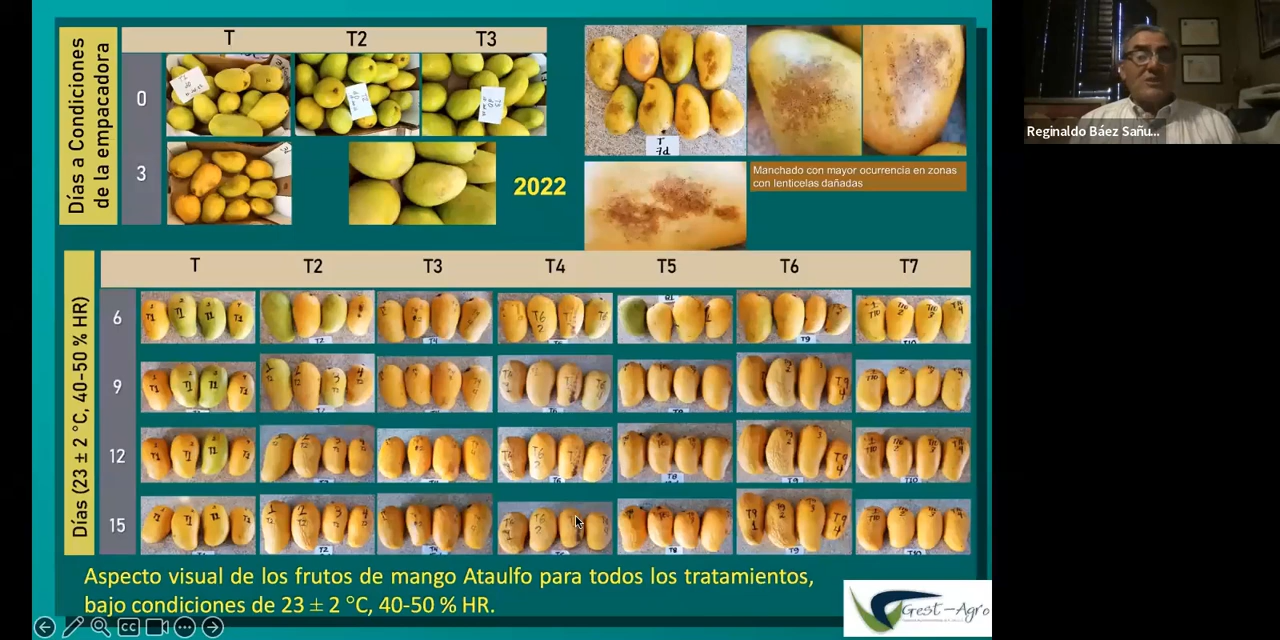 Días a Condiciones
de la empacadora
T T2 T3
0
3
2022
Manchado con mayor ocurrencia en zonas
con lenticelas dañadas
Reginaldo Báez Sañu...
Días (23 ± 2 °C, 40-50 % HR)
T T2 T3 T4 T5 T6 T7
6
9
12
15
Aspecto visual de los frutos de mango Ataulfo para todos los tratamientos,
bajo condiciones de 23 ± 2 °C, 40-50 % HR.
Grest-Agro
CC